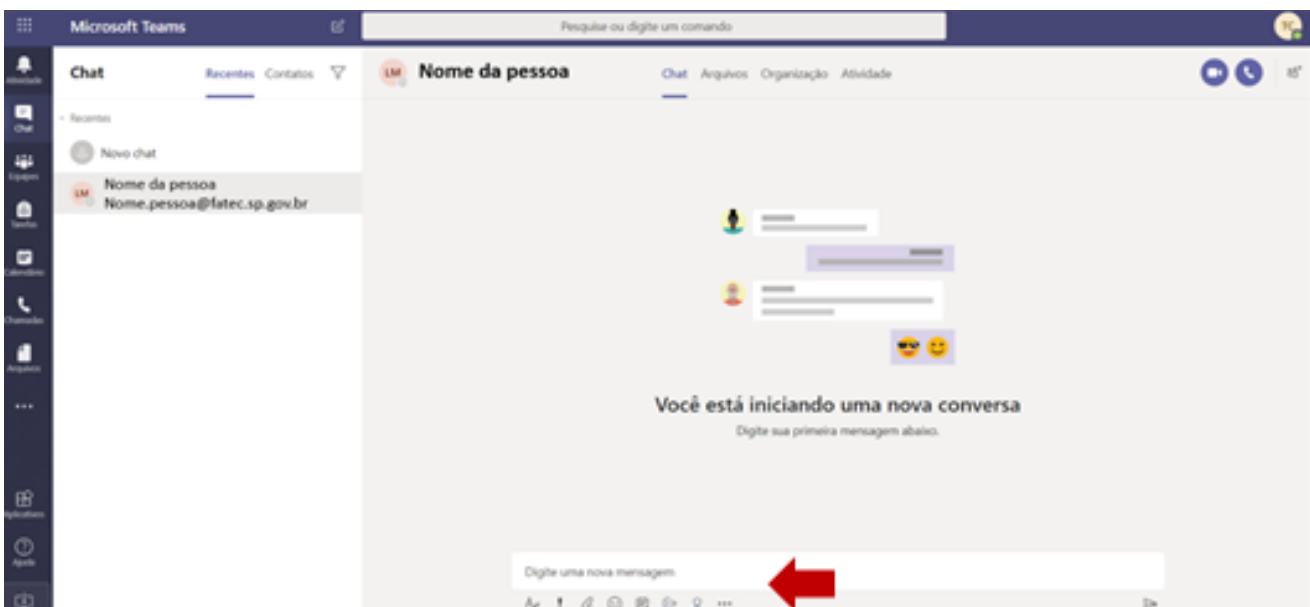 Microsoft Teams
Pesquise ou digite um comando
TC
Atividade
Chat
Equipes
Tarefas
Calendário
Chamadas
Arquivos
Aplicativos
Ajuda
Chat
Recentes Contatos
Recentes
Novo chat
LM Nome da pessoa
Nome.pessoa@fatec.sp.gov.br
LM Nome da pessoa
Chat Arquivos Organização Atividade
Você está iniciando uma nova conversa
Digite sua primeira mensagem abaixo.
Digite uma nova mensagem